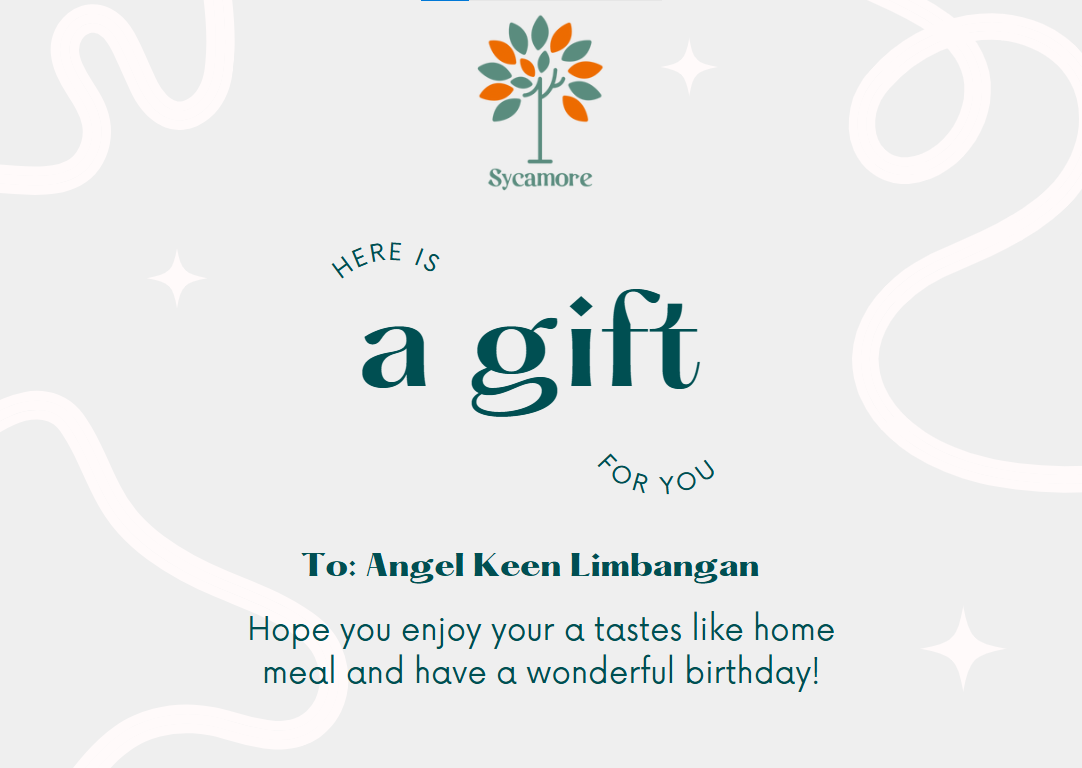 Sycamore
HERE IS
a gift
FOR YOU
To: Angel Keen Limbangan
Hope you enjoy your a tastes like home
meal and have a wonderful birthday!